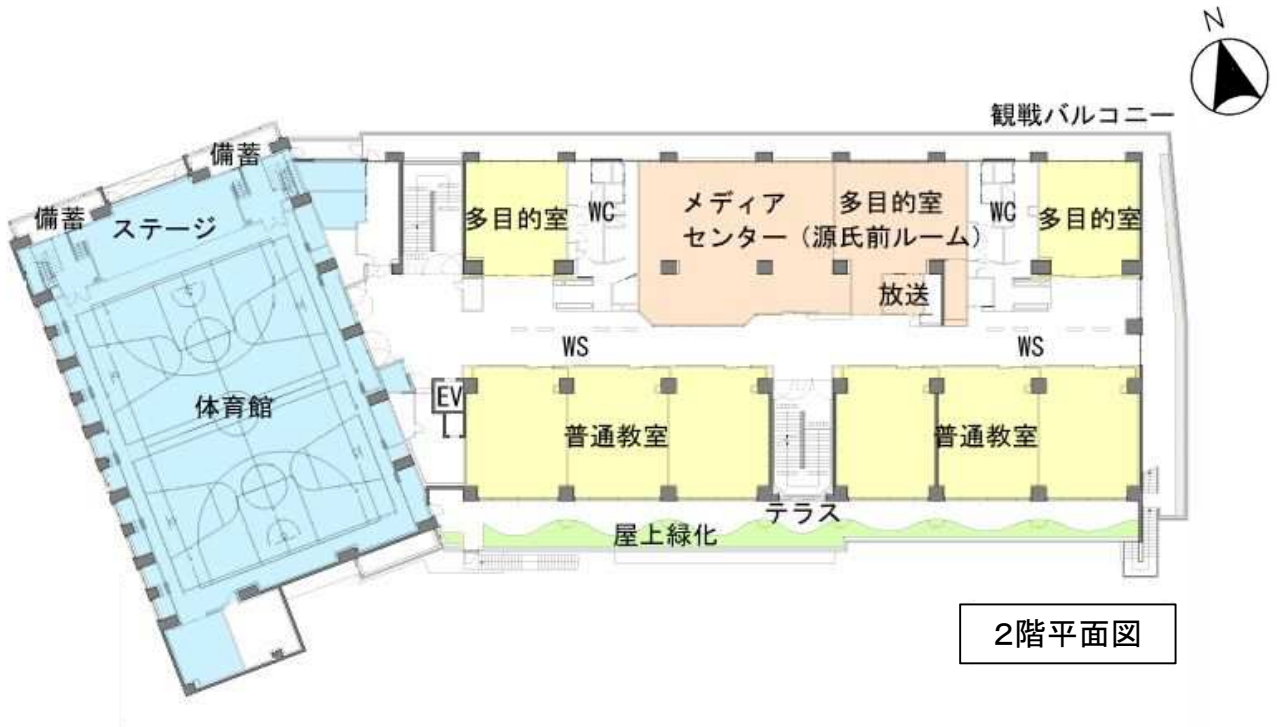 N
観戦バルコニー
備蓄
備蓄
ステージ
多目的室
WC
メディア
センター
多目的室
(源氏前ルーム)
WC
多目的室
放送
WS
WS
EV
体育館
普通教室
普通教室
テラス
屋上緑化
2階平面図